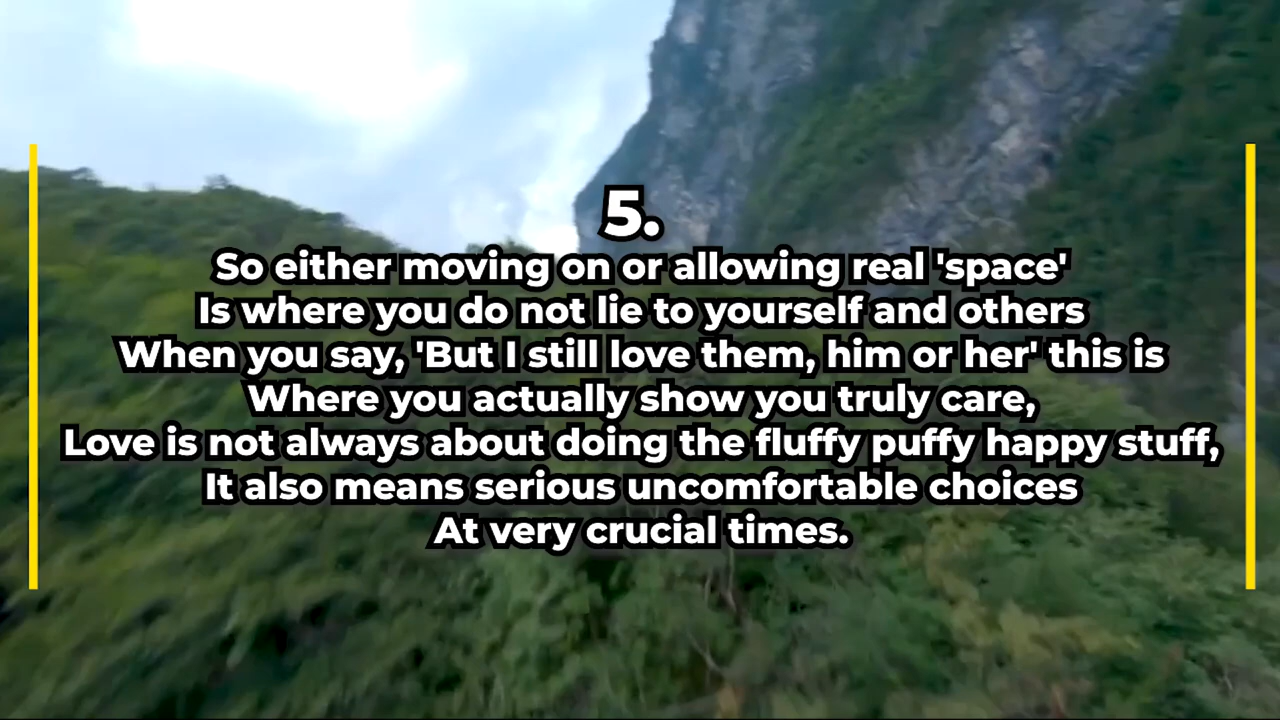 5.
So either moving on or allowing real 'space'
Is where you do not lie to yourself and others
When you say, 'But I still love them, him or her' this is
Where you actually show you truly care,
Love is not always about doing the fluffy puffy happy stuff,
It also means serious uncomfortable choices
At very crucial times.